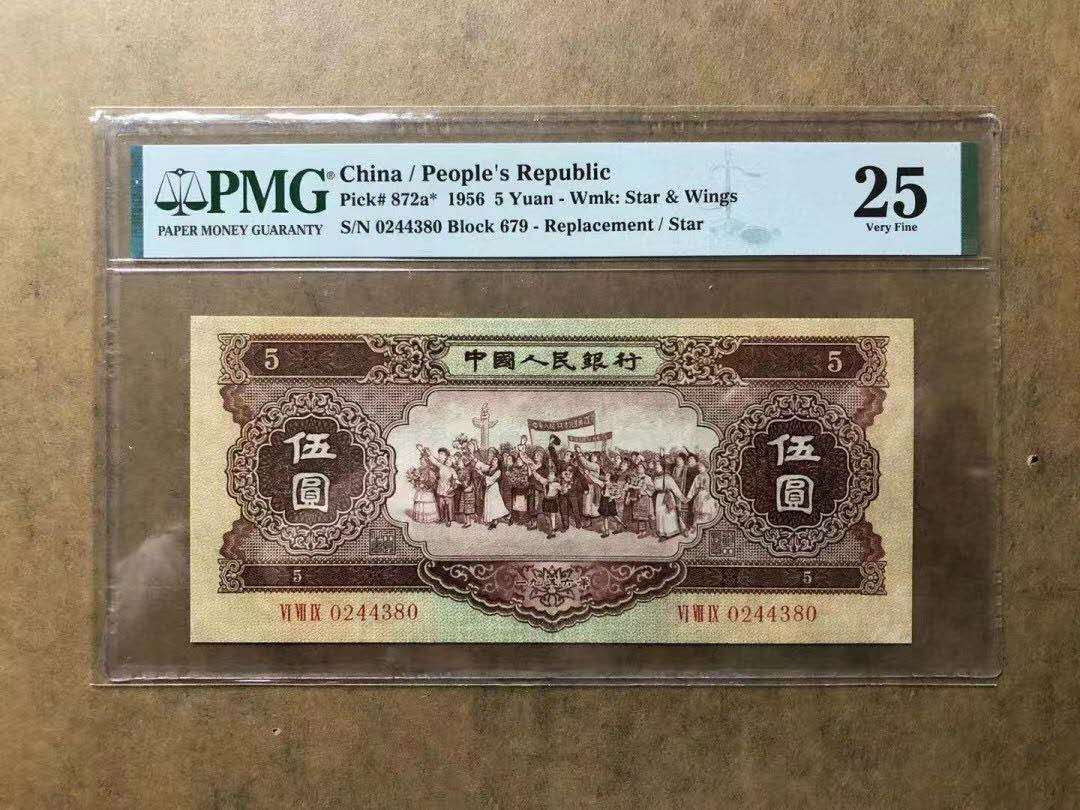 PMG®
PAPER MONEY GUARANTY
China / People's Republic
Pick# 872a* 1956 5 Yuan - Wmk: Star & Wings
S/N 0244380 Block 679 - Replacement / Star
25
Very Fine
5
中國人民銀行
5
伍圓
伍圓
5
5
VI VII IX 0244380
VI VII IX 0244380